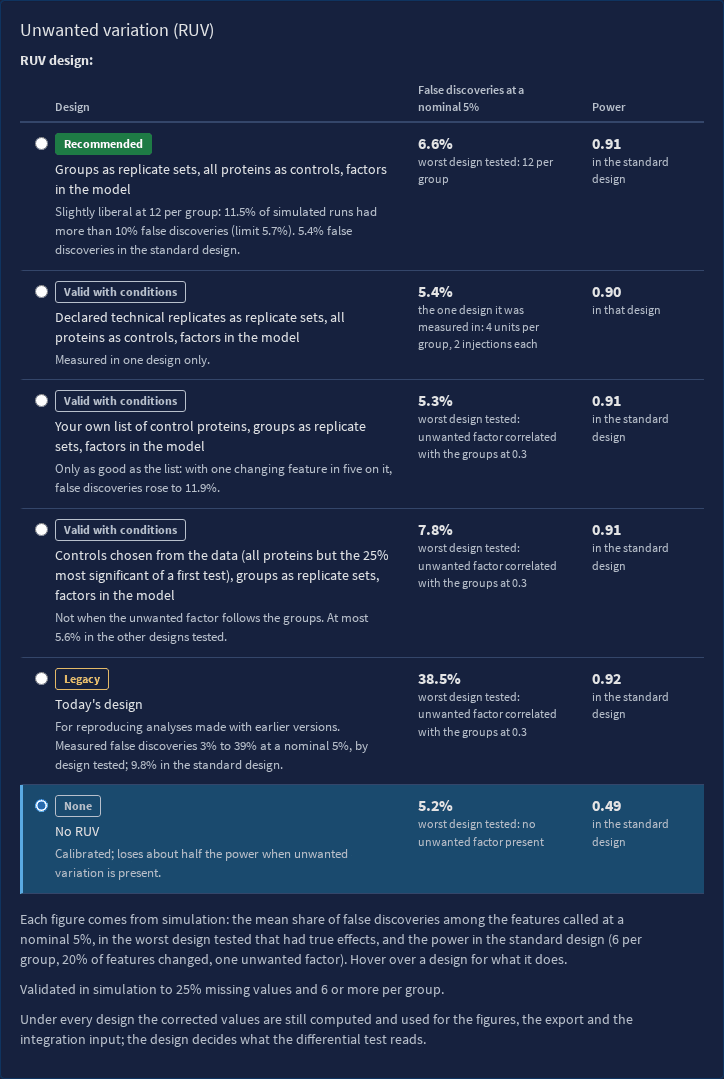 Unwanted variation (RUV)
RUV design:
Design
False discoveries at a
nominal 5%
Power
Recommended
Groups as replicate sets, all proteins as controls, factors
in the model
Slightly liberal at 12 per group: 11.5% of simulated runs had
more than 10% false discoveries (limit 5.7%). 5.4% false
discoveries in the standard design.
6.6%
worst design tested: 12 per
group
0.91
in the standard
design
Valid with conditions
Declared technical replicates as replicate sets, all
proteins as controls, factors in the model
Measured in one design only.
5.4%
the one design it was
measured in: 4 units per
group, 2 injections each
0.90
in that design
Valid with conditions
Your own list of control proteins, groups as replicate
sets, factors in the model
Only as good as the list: with one changing feature in five on it,
false discoveries rose to 11.9%.
5.3%
worst design tested:
unwanted factor correlated
with the groups at 0.3
0.91
in the standard
design
Valid with conditions
Controls chosen from the data (all proteins but the 25%
most significant of a first test), groups as replicate sets,
factors in the model
Not when the unwanted factor follows the groups. At most
5.6% in the other designs tested.
7.8%
worst design tested:
unwanted factor correlated
with the groups at 0.3
0.91
in the standard
design
Legacy
Today's design
For reproducing analyses made with earlier versions.
Measured false discoveries 3% to 39% at a nominal 5%, by
design tested; 9.8% in the standard design.
38.5%
worst design tested:
unwanted factor correlated
with the groups at 0.3
0.92
in the standard
design
None
No RUV
Calibrated; loses about half the power when unwanted
variation is present.
5.2%
worst design tested: no
unwanted factor present
0.49
in the standard
design
Each figure comes from simulation: the mean share of false discoveries among the features called at a
nominal 5%, in the worst design tested that had true effects, and the power in the standard design (6 per
group, 20% of features changed, one unwanted factor). Hover over a design for what it does.
Validated in simulation to 25% missing values and 6 or more per group.
Under every design the corrected values are still computed and used for the figures, the export and the
integration input; the design decides what the differential test reads.